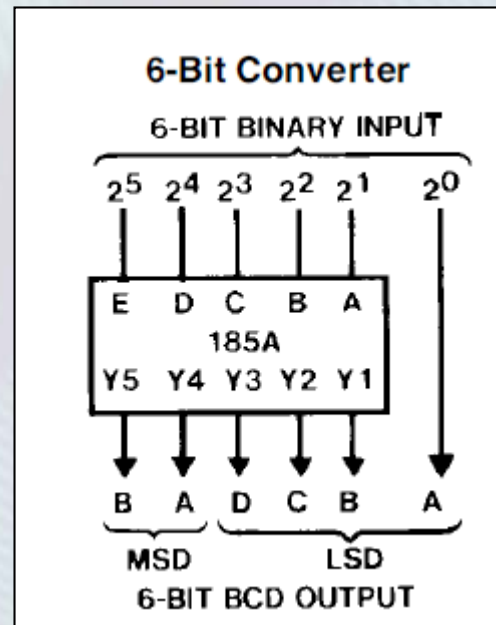 6-Bit Converter
6-BIT BINARY INPUT
2⁵ 2⁴ 2³ 2² 2¹ 2⁰
E D C B A
185A
Y5 Y4 Y3 Y2 Y1
B A D C B A
MSD LSD
6-BIT BCD OUTPUT